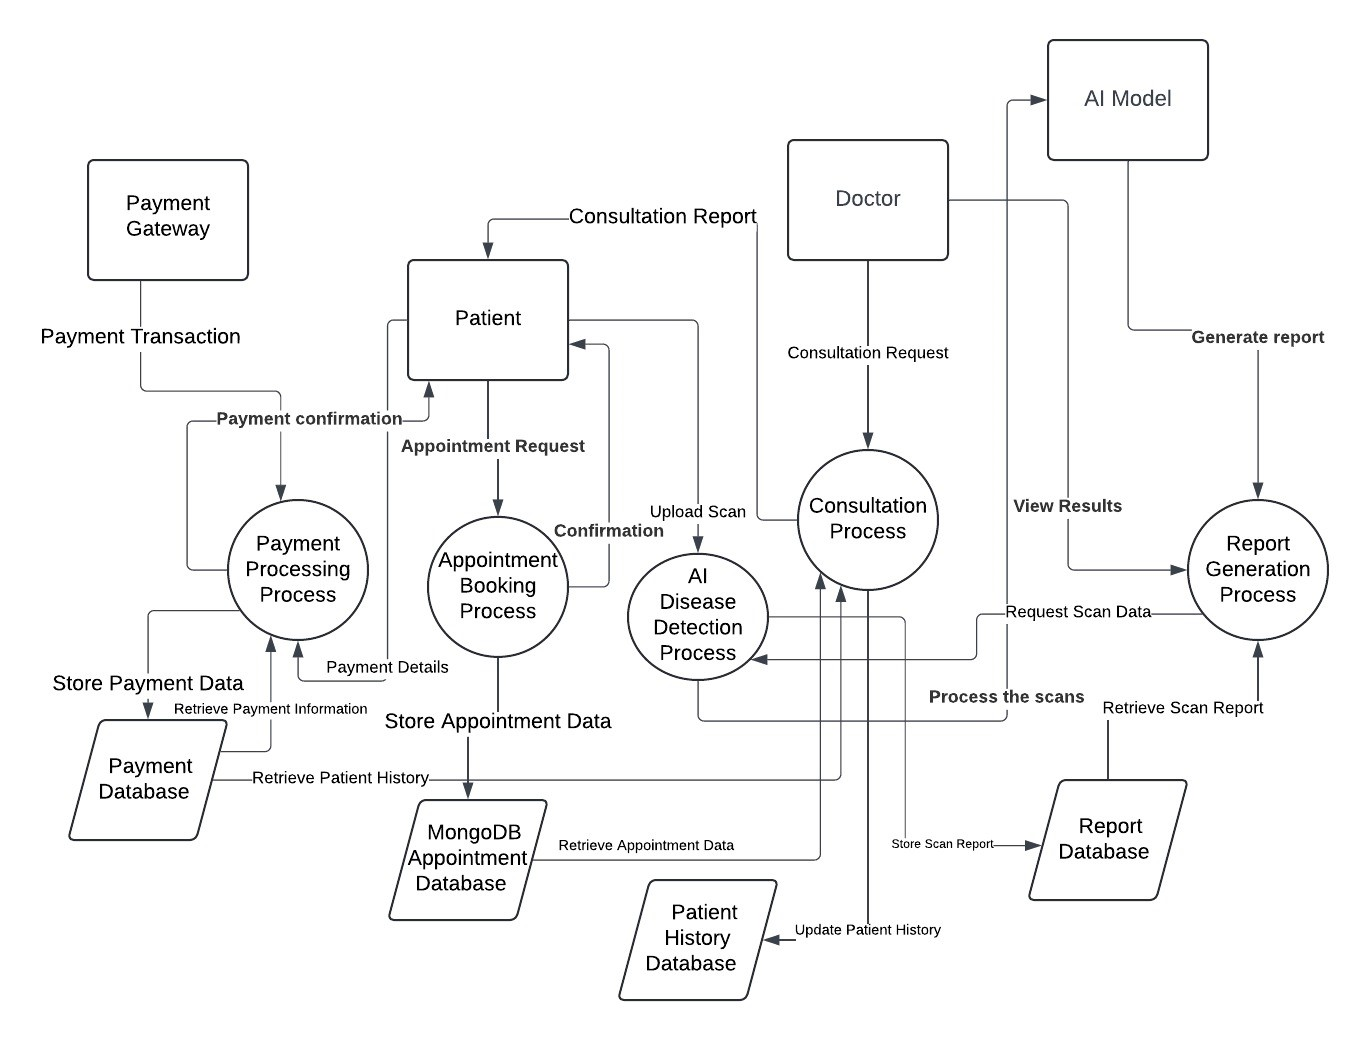 AI Model
Payment
Gateway
Doctor
Consultation Report
Patient
Payment Transaction
Consultation Request
Generate report
Payment confirmation
Appointment Request
Upload Scan
Confirmation
Consultation
Process
View Results
Payment
Processing
Process
Appointment
Booking
Process
AI
Disease
Detection
Process
Report
Generation
Process
Request Scan Data
Payment Details
Store Payment Data
Retrieve Payment Information
Process the scans
Retrieve Scan Report
Store Appointment Data
Payment
Database
Retrieve Patient History
MongoDB
Appointment
Database
Retrieve Appointment Data
Store Scan Report
Report
Database
Patient
History
Database
Update Patient History